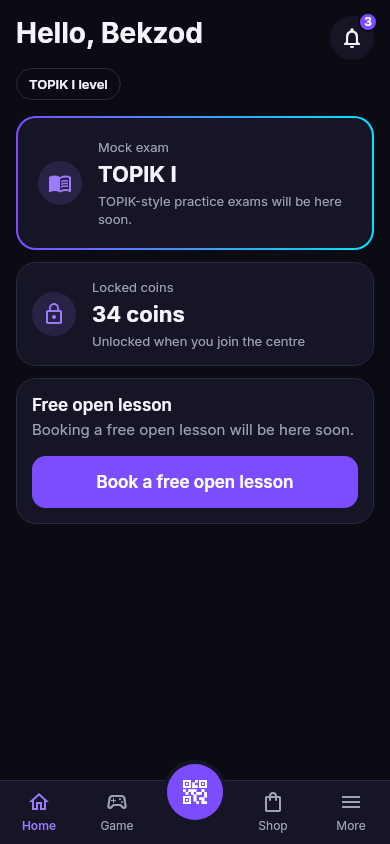 Hello, Bekzod
3
TOPIK I level
Mock exam
TOPIK I
TOPIK-style practice exams will be here
soon.
Locked coins
34 coins
Unlocked when you join the centre
Free open lesson
Booking a free open lesson will be here soon.
Book a free open lesson
Home
Game
Shop
More